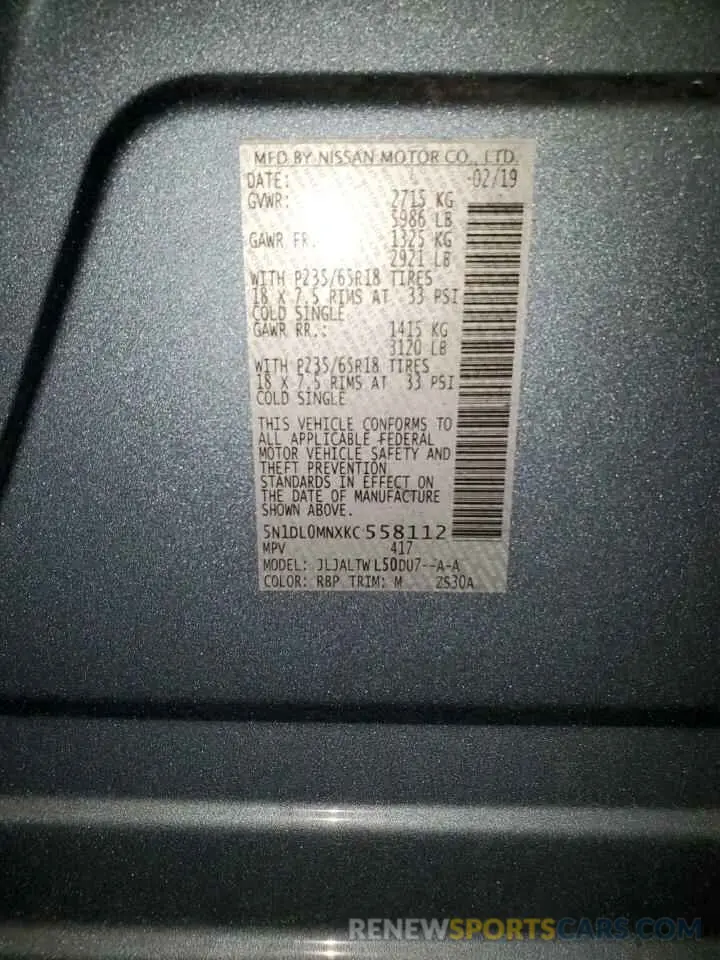 MFD BY NISSAN MOTOR CO., LTD.
DATE: 02/19
GVWR: 2715 KG
5986 LB
GAWR FR. 1325 KG
2921 LB
WITH P235/65R18 TIRES
18 X 7.5 RIMS AT 33 PSI
COLD SINGLE
GAWR RR.: 1415 KG
3120 LB
WITH P235/65R18 TIRES
18 X 7.5 RIMS AT 33 PSI
COLD SINGLE
THIS VEHICLE CONFORMS TO
ALL APPLICABLE FEDERAL
MOTOR VEHICLE SAFETY AND
THEFT PREVENTION
STANDARDS IN EFFECT ON
THE DATE OF MANUFACTURE
SHOWN ABOVE.
5N1DL0MNXKC558112
MPV 417
MODEL: JLJALTWL50DU7--A-A
COLOR: RBP TRIM: M ZS30A
RENEWSPORTSCARS.COM